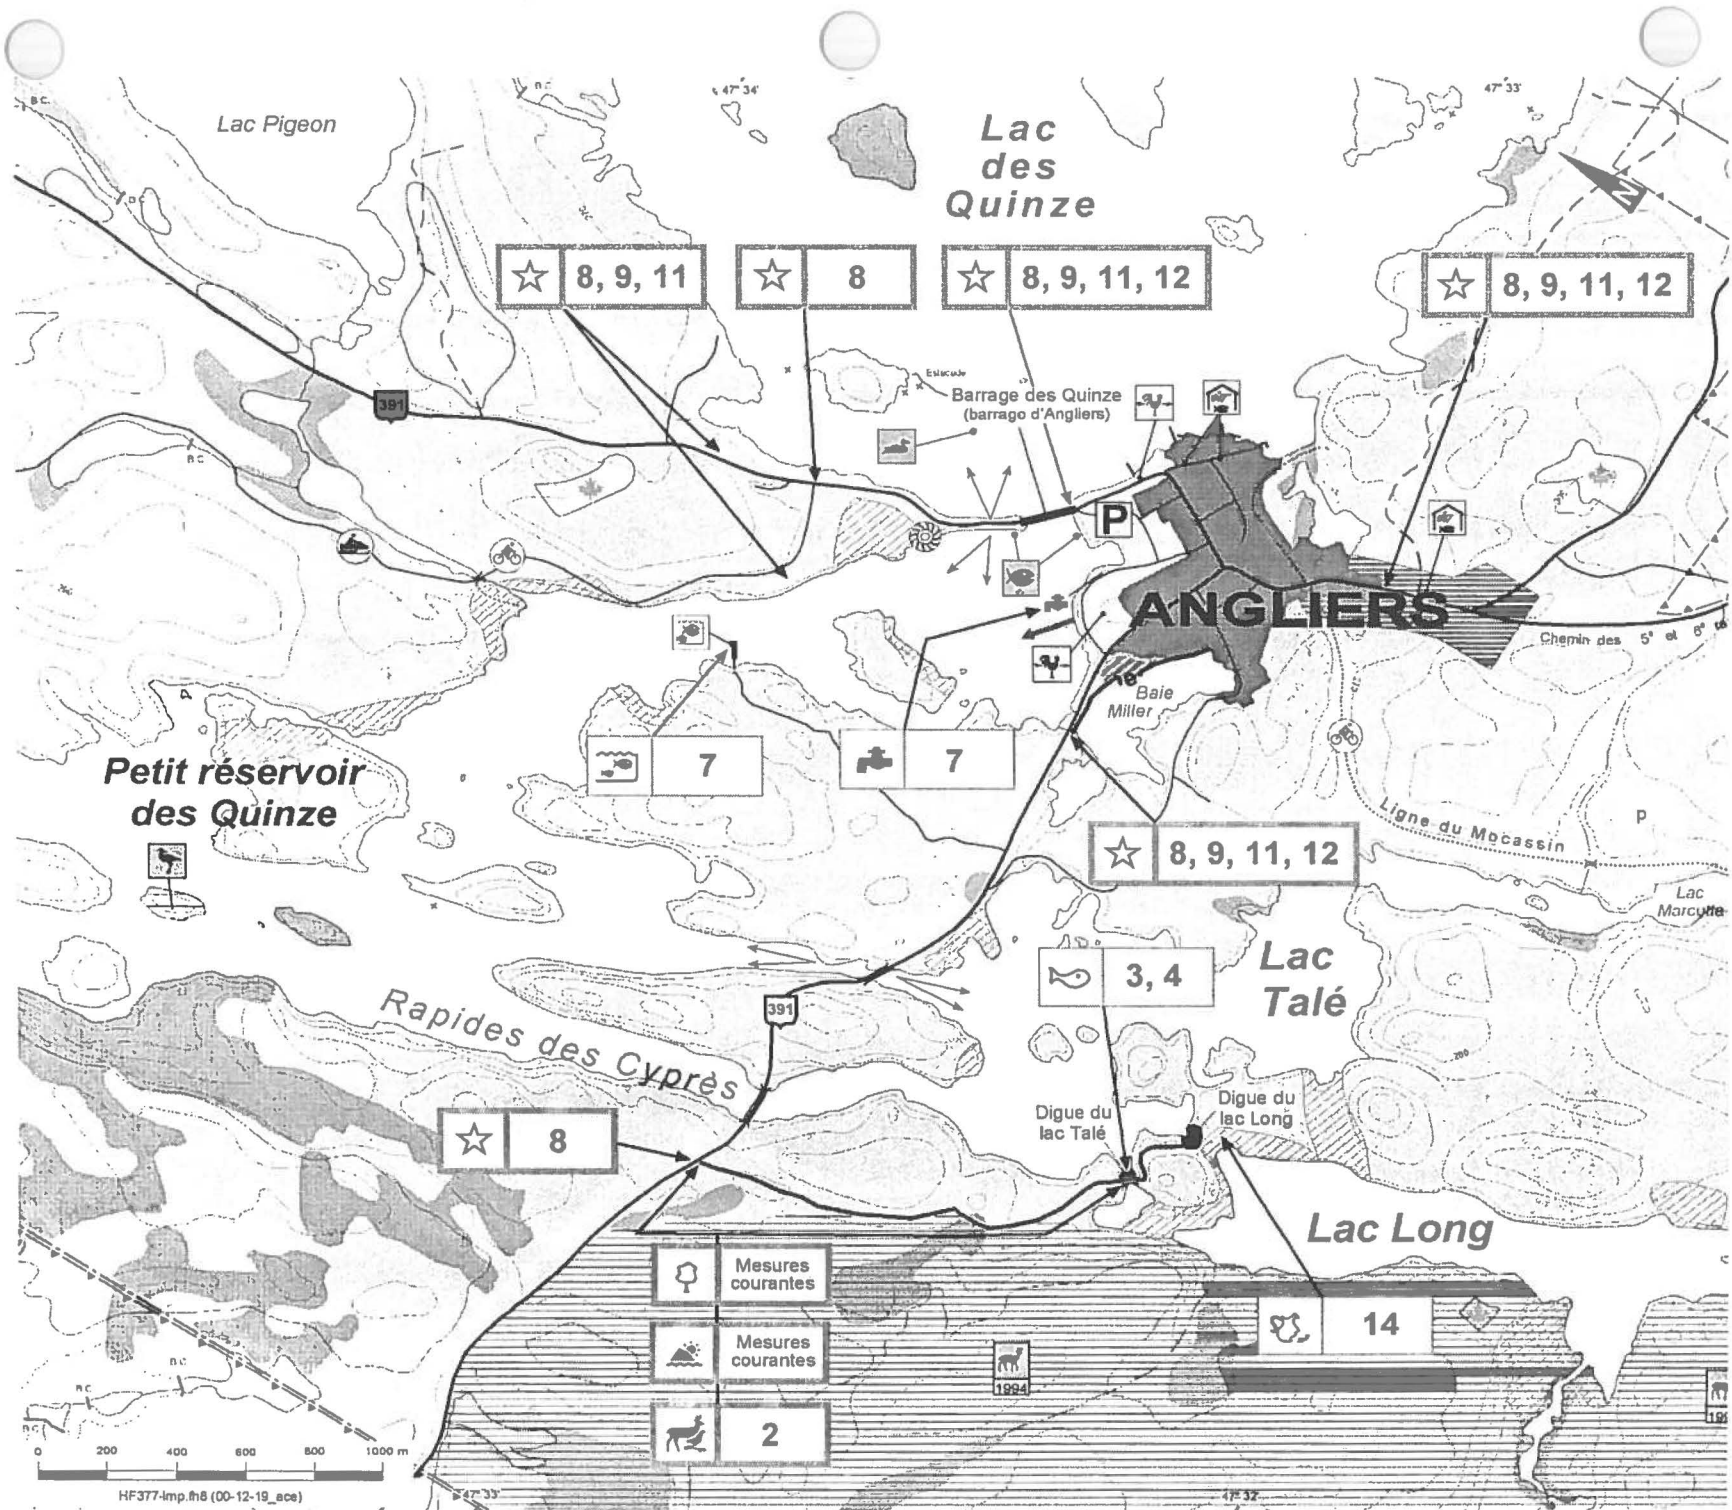 B.C.
Lac Pigeon
47° 34'
47° 33'
Lac
des
Quinze
N
8, 9, 11
8
8, 9, 11, 12
8, 9, 11, 12
Estacade
Barrage des Quinze
(barrago d'Angliers)
391
B.C.
P
ANGLIERS
Chemin des 5e et 6e
Baie
Miller
7
7
Petit réservoir
des Quinze
8, 9, 11, 12
Ligne du Mocassin
P
Lac
Marcotte
3, 4
Lac
Talé
391
Rapides des Cyprès
260
Digue du
lac Talé
Digue du
lac Long
8
Lac Long
Mesures
courantes
14
Mesures
courantes
1994
2
B.C.
B.C.
0 200 400 600 800 1000 m
HF377-Imp.fh8 (00-12-19_ace)
47° 33'
47° 32'